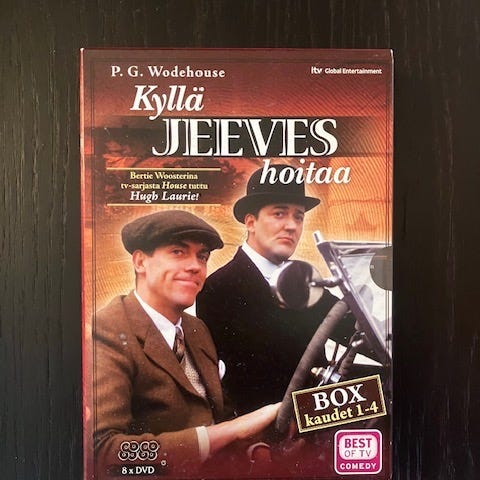 P. G. Wodehouse
itv Global Entertainment
Kyllä
JEEVES
hoitaa
Bertie Woosterina
tv-sarjasta House tuttu
Hugh Laurie!
BOX
kaudet 1-4
8 x DVD
BEST
OF TV
COMEDY